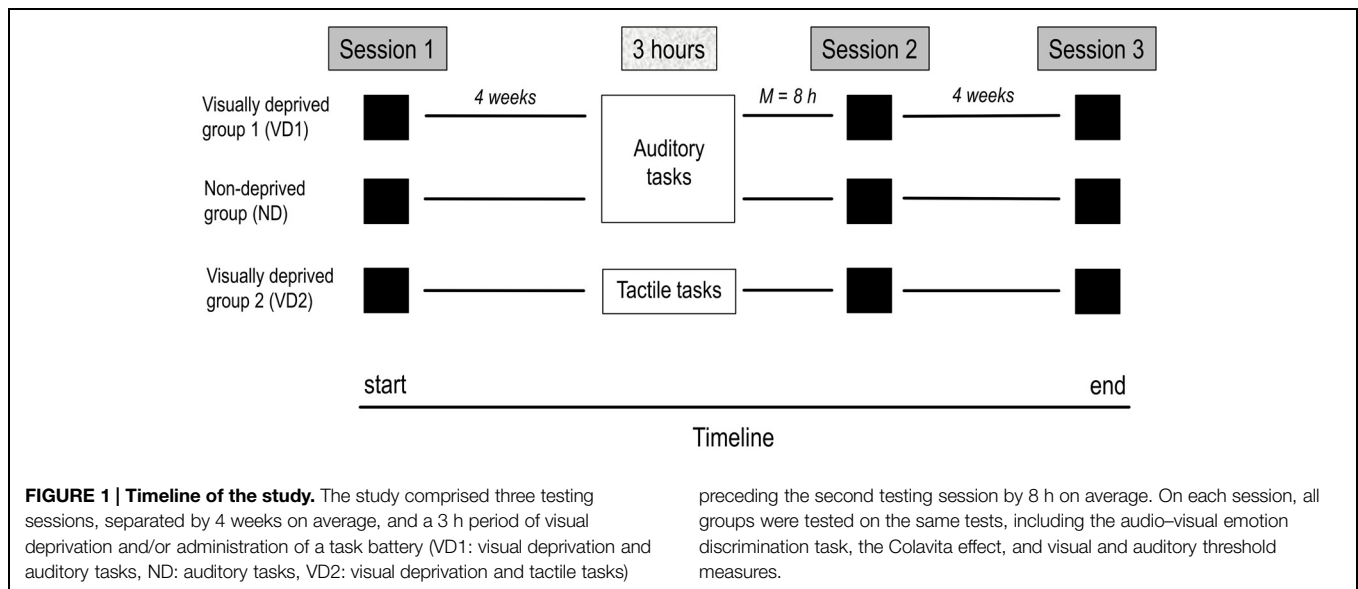 Session 1
3 hours
Session 2
Session 3
Visually deprived
group 1 (VD1)
4 weeks
Auditory
tasks
M = 8 h
4 weeks
Non-deprived
group (ND)
Visually deprived
group 2 (VD2)
Tactile tasks
start
end
Timeline
FIGURE 1 | Timeline of the study. The study comprised three testing
sessions, separated by 4 weeks on average, and a 3 h period of visual
deprivation and/or administration of a task battery (VD1: visual deprivation and
auditory tasks, ND: auditory tasks, VD2: visual deprivation and tactile tasks)
preceding the second testing session by 8 h on average. On each session, all
groups were tested on the same tests, including the audio–visual emotion
discrimination task, the Colavita effect, and visual and auditory threshold
measures.